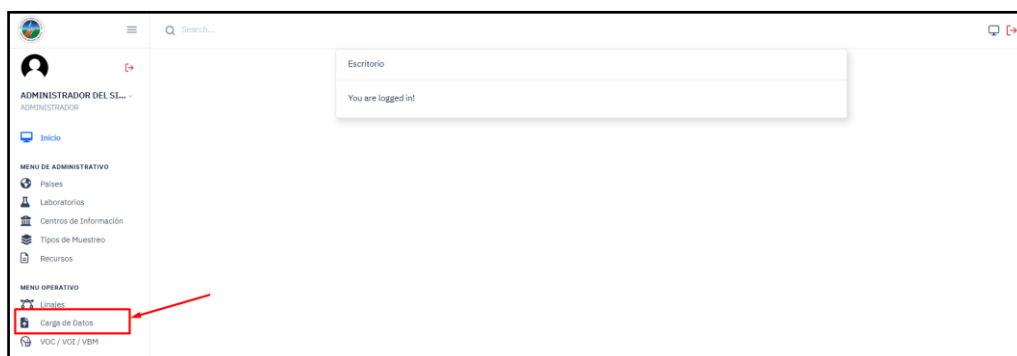 Search...
ADMINISTRADOR DEL SI...
ADMINISTRADOR
Inicio
MENU DE ADMINISTRATIVO
Países
Laboratorios
Centros de Información
Tipos de Muestreo
Recursos
MENU OPERATIVO
Linajes
Carga de Datos
VOC / VOI / VBM
Escritorio
You are logged in!